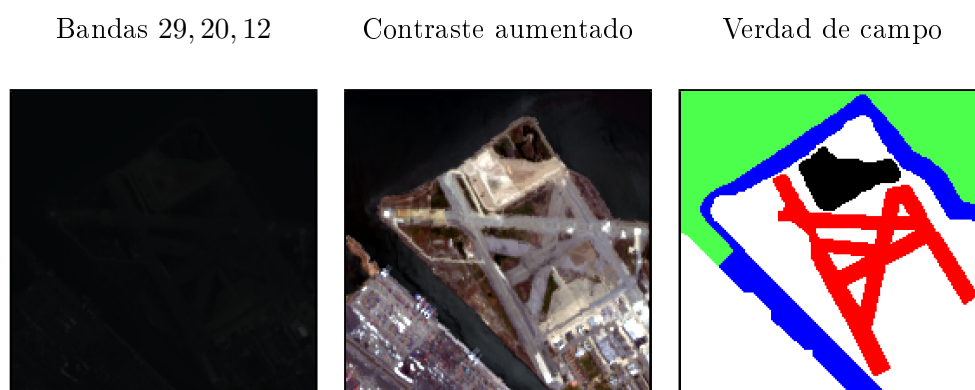 Bandas 29, 20, 12
Contraste aumentado
Verdad de campo